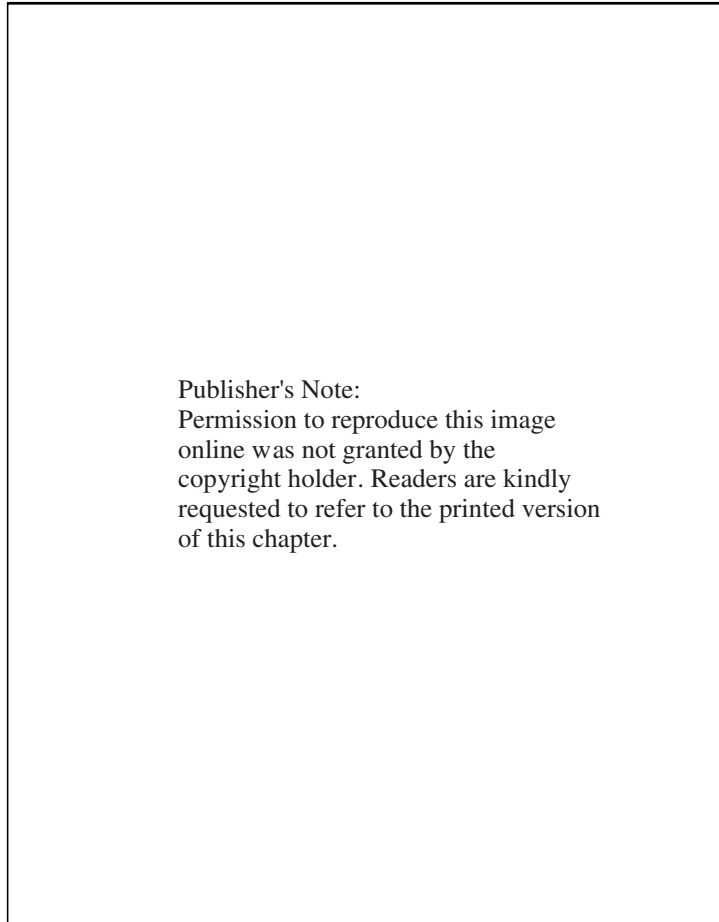 Publisher's Note:
Permission to reproduce this image
online was not granted by the
copyright holder. Readers are kindly
requested to refer to the printed version
of this chapter.